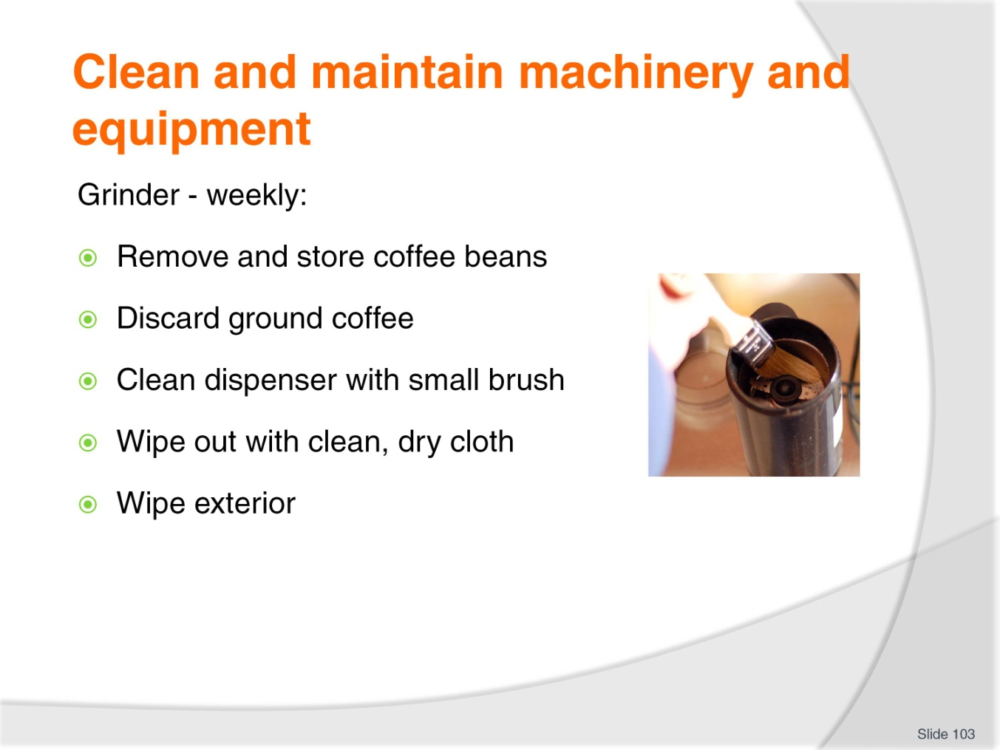 Clean and maintain machinery and
equipment
Grinder - weekly:
Remove and store coffee beans
Discard ground coffee
Clean dispenser with small brush
Wipe out with clean, dry cloth
Wipe exterior
Slide 103